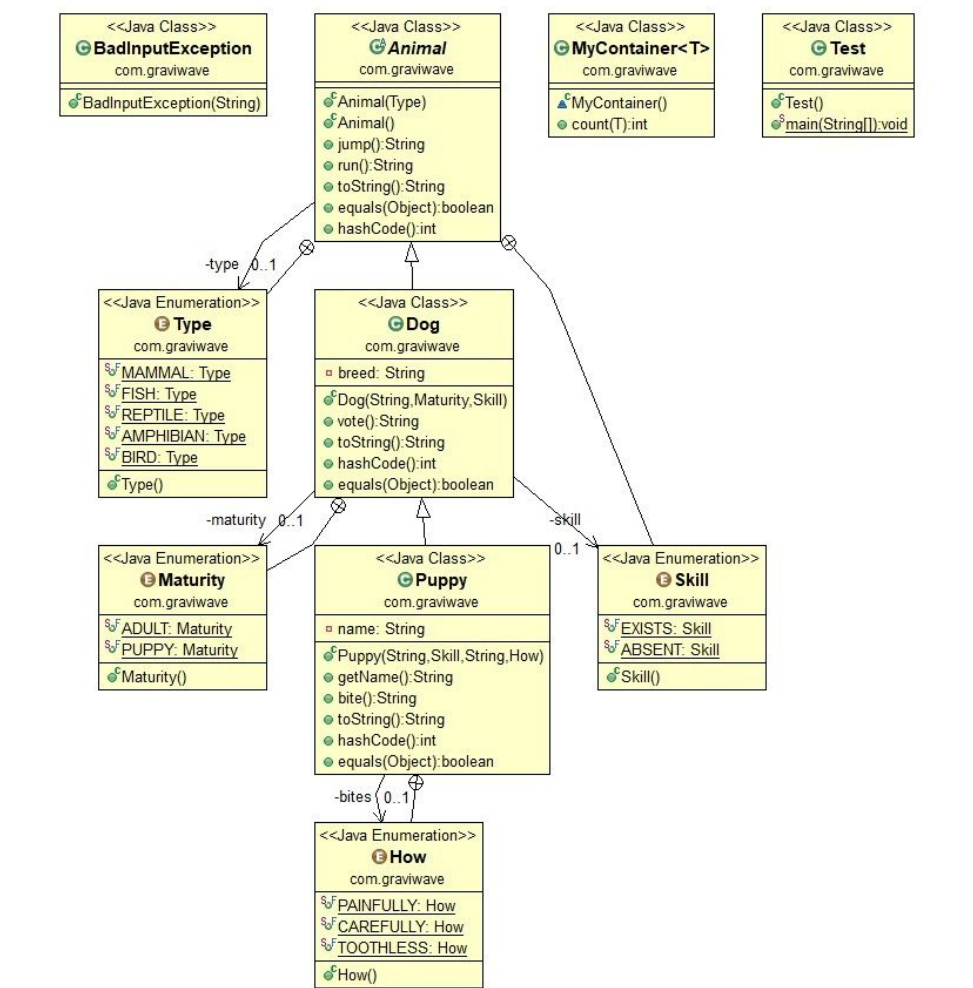 <<Java Class>>
BadInputException
com.graviwave
BadInputException(String)
<<Java Class>>
Animal
com.graviwave
Animal(Type)
Animal()
jump():String
run():String
toString():String
equals(Object):boolean
hashCode():int
<<Java Class>>
MyContainer<T>
com.graviwave
MyContainer()
count(T):int
<<Java Class>>
Test
com.graviwave
Test()
main(String[]):void
-type 0..1
<<Java Enumeration>>
Type
com.graviwave
MAMMAL: Type
FISH: Type
REPTILE: Type
AMPHIBIAN: Type
BIRD: Type
Type()
<<Java Class>>
Dog
com.graviwave
breed: String
Dog(String,Maturity,Skill)
vote():String
toString():String
hashCode():int
equals(Object):boolean
-maturity 0..1
-skill
0..1
<<Java Enumeration>>
Maturity
com.graviwave
ADULT: Maturity
PUPPY: Maturity
Maturity()
<<Java Class>>
Puppy
com.graviwave
name: String
Puppy(String,Skill,String,How)
getName():String
bite():String
toString():String
hashCode():int
equals(Object):boolean
<<Java Enumeration>>
Skill
com.graviwave
EXISTS: Skill
ABSENT: Skill
Skill()
-bites 0..1
<<Java Enumeration>>
How
com.graviwave
PAINFULLY: How
CAREFULLY: How
TOOTHLESS: How
How()